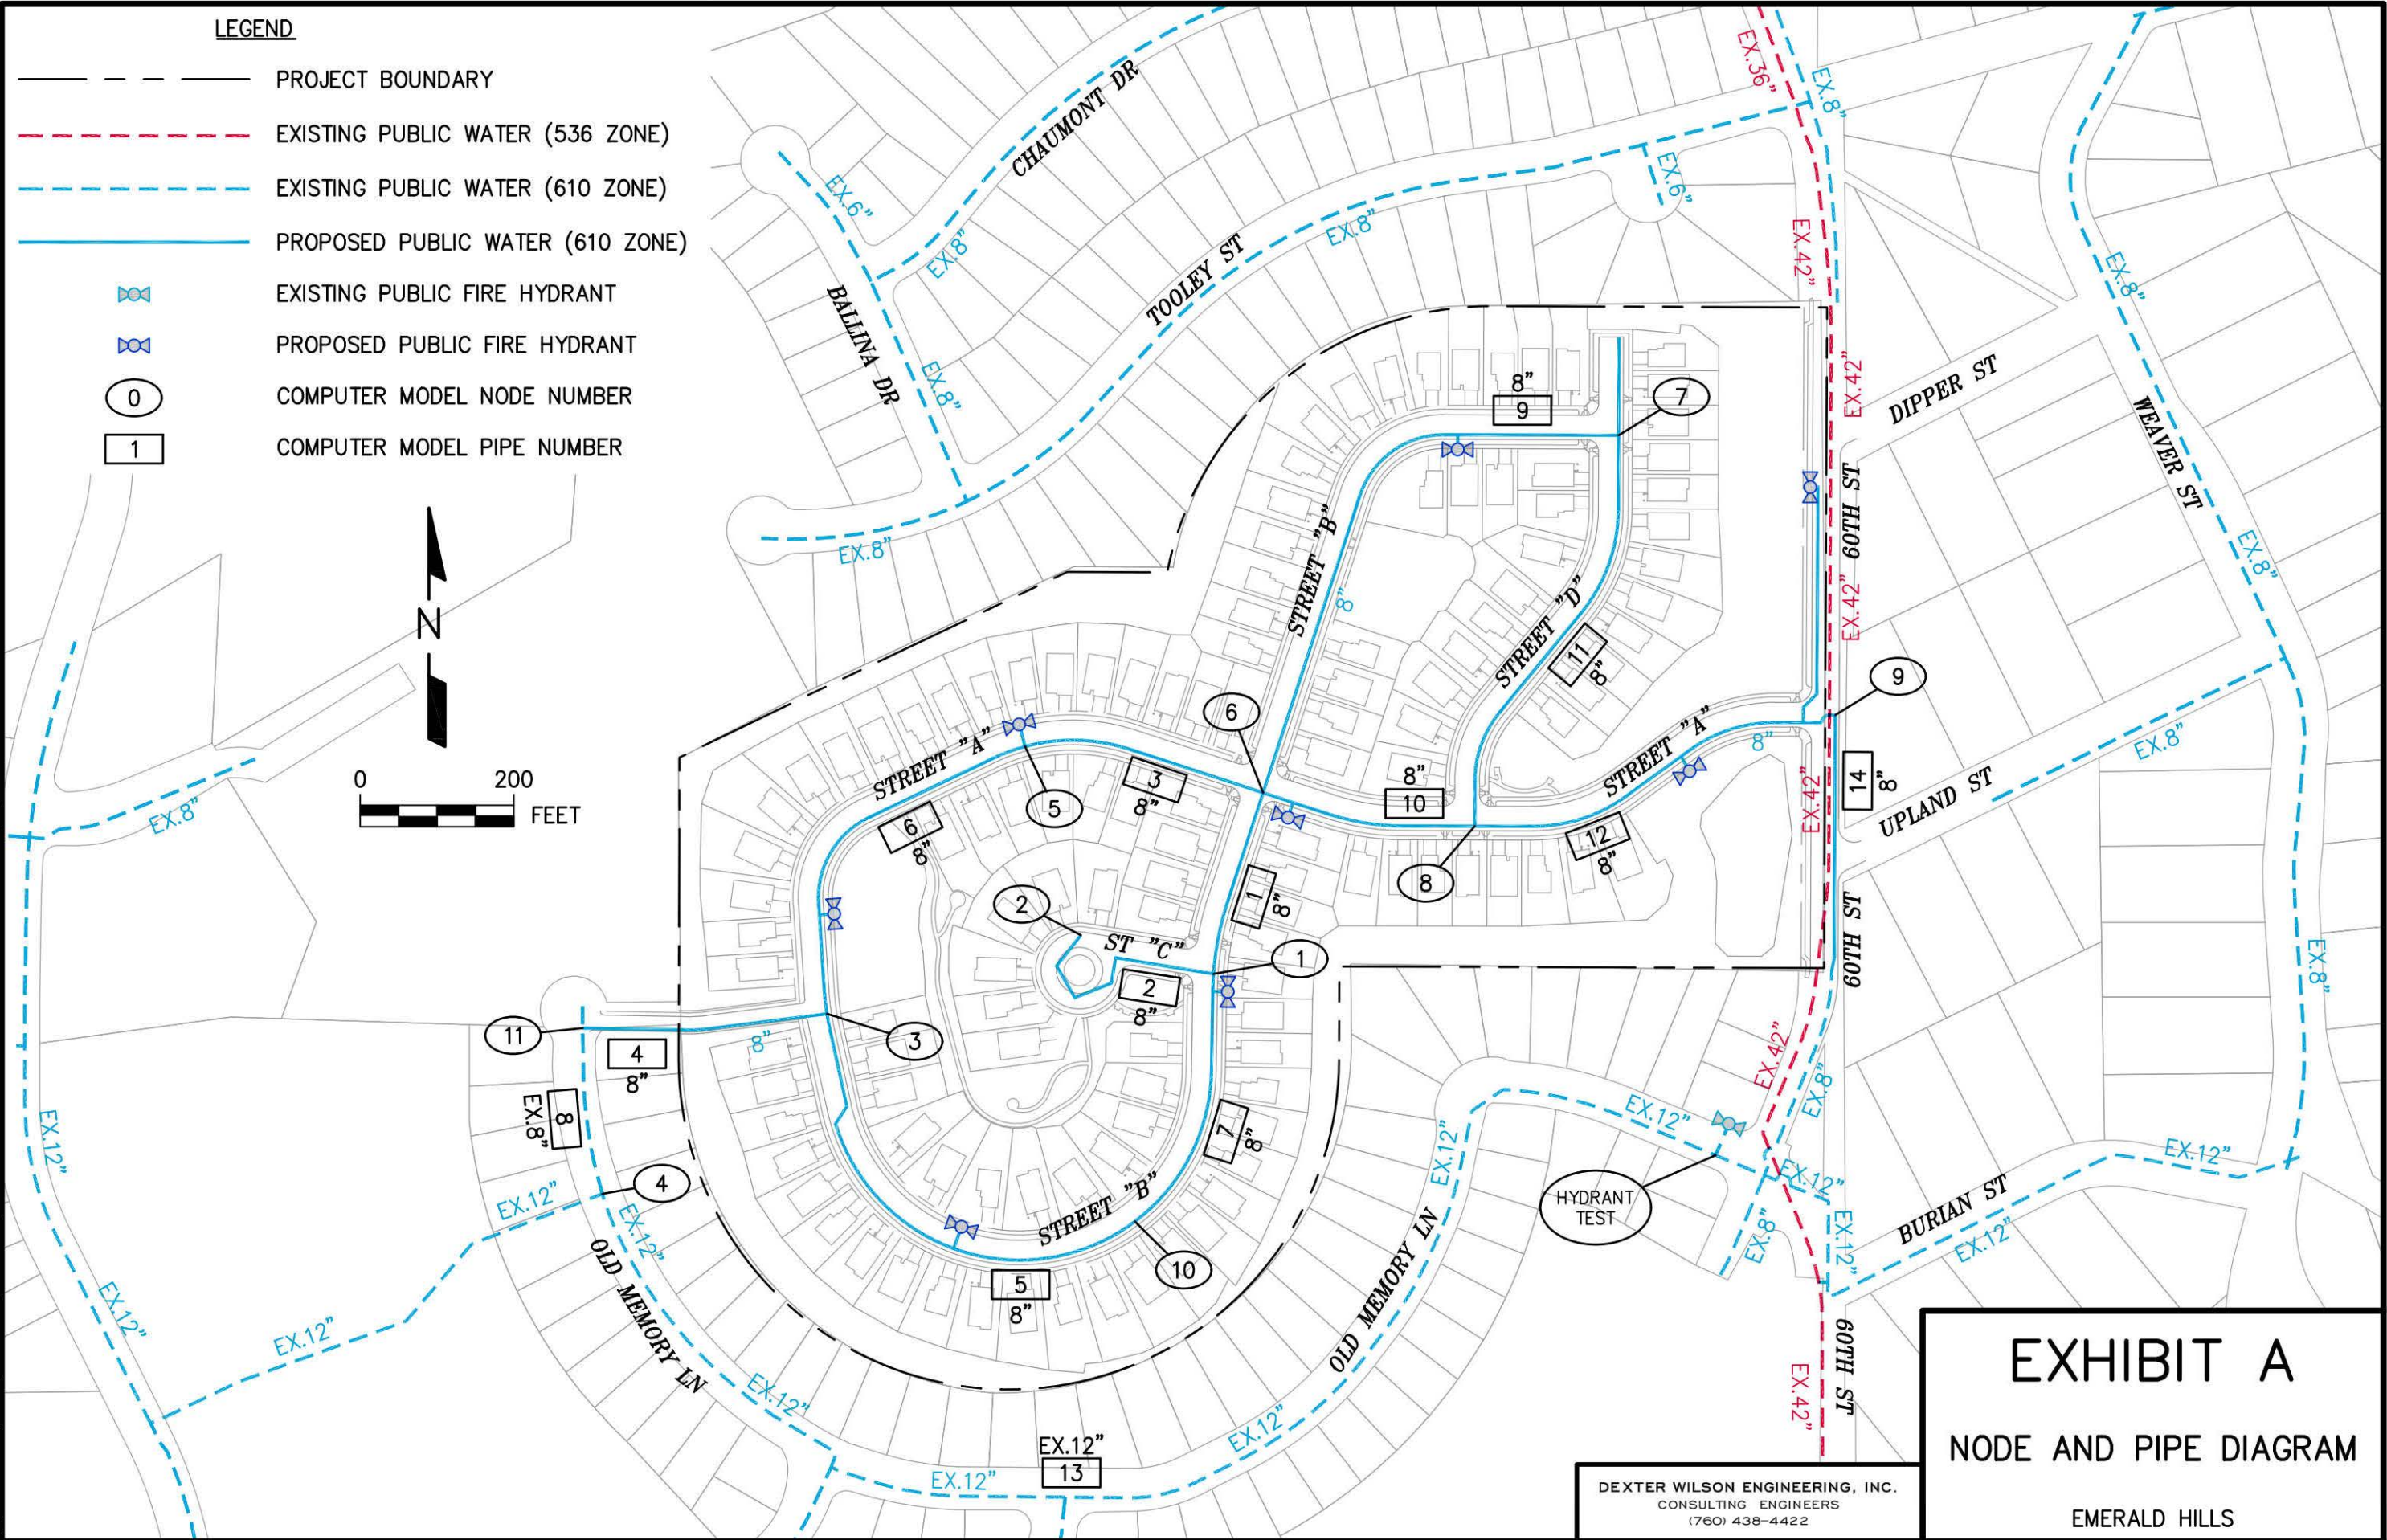 LEGEND
PROJECT BOUNDARY
EXISTING PUBLIC WATER (536 ZONE)
EXISTING PUBLIC WATER (610 ZONE)
PROPOSED PUBLIC WATER (610 ZONE)
EXISTING PUBLIC FIRE HYDRANT
PROPOSED PUBLIC FIRE HYDRANT
0
COMPUTER MODEL NODE NUMBER
1
COMPUTER MODEL PIPE NUMBER
N
0 200
FEET
CHAUMONT DR
EX.36"
EX.8"
EX.6"
EX.8"
EX.6"
EX.8"
EX.42"
TOOLEY ST
BALLINA DR
EX.8"
EX.8"
EX.8"
8"
9
7
EX.42"
DIPPER ST
WEAVER ST
60TH ST
EX.8"
STREET "B"
8"
STREET "D"
11
8"
EX.42"
9
6
STREET "A"
3
8"
5
6
8"
8"
10
STREET "A"
8"
12
8"
8
EX.42"
14
8"
UPLAND ST
EX.8"
EX.8"
2
1
8"
ST "C"
1
2
8"
60TH ST
EX.8"
11
4
8"
8"
3
EX.8"
8
4
EX.12"
EX.12"
7
8"
STREET "B"
10
5
8"
EX.42"
EX.8"
EX.12"
EX.12"
HYDRANT
TEST
EX.12"
EX.8"
EX.12"
BURIAN ST
EX.12"
EX.12"
EX.12"
EX.12"
EX.12"
OLD MEMORY LN
EX.12"
OLD MEMORY LN
EX.12"
EX.12"
13
EX.12"
EX.42"
60TH ST
DEXTER WILSON ENGINEERING, INC.
CONSULTING ENGINEERS
(760) 438-4422
EXHIBIT A
NODE AND PIPE DIAGRAM
EMERALD HILLS